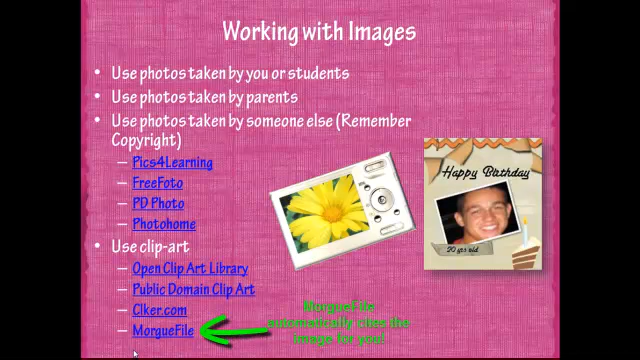 Working with Images
• Use photos taken by you or students
• Use photos taken by parents
• Use photos taken by someone else (Remember
Copyright)
– Pics4Learning
– FreeFoto
– PD Photo
– Photohome
• Use clip-art
– Open Clip Art Library
– Public Domain Clip Art
– Clker.com
– MorgueFile
Happy Birthday
20 yrs old
MorgueFile
automatically cites the
image for you!